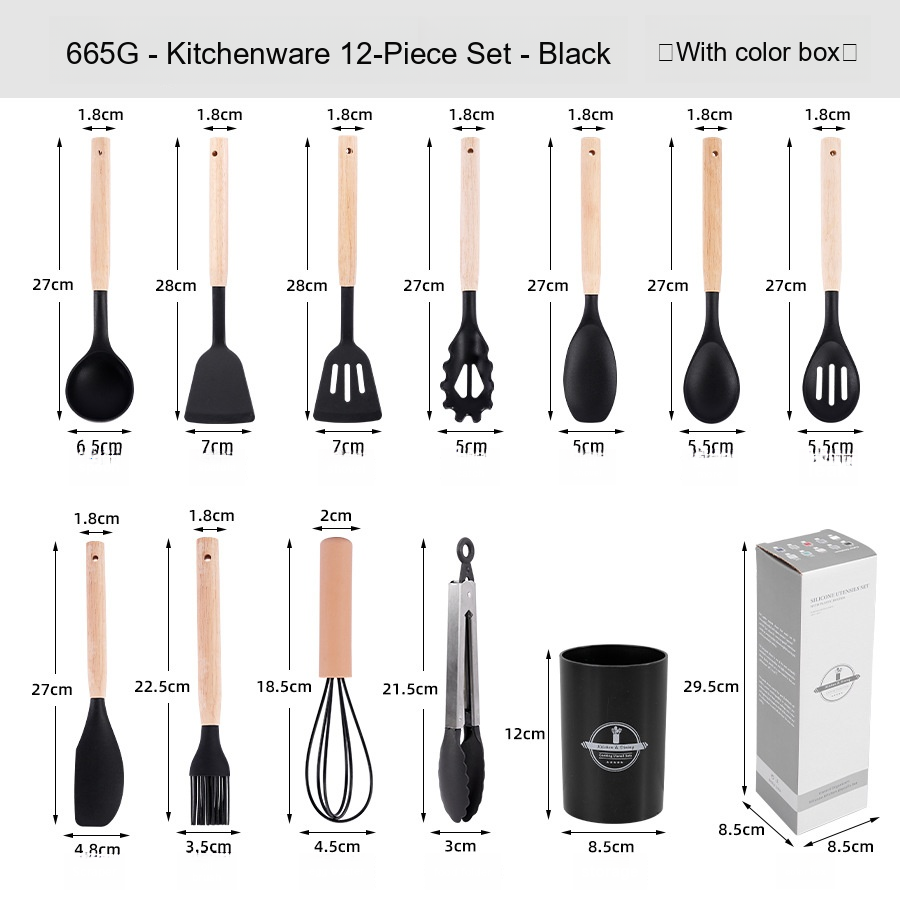 665G - Kitchenware 12-Piece Set - Black
With color box
1.8cm 1.8cm 1.8cm 1.8cm 1.8cm 1.8cm 1.8cm
27cm 28cm 28cm 27cm 27cm 27cm 27cm
6.5cm 7cm 7cm 5cm 5cm 5.5cm 5.5cm
1.8cm 1.8cm 2cm
27cm 22.5cm 18.5cm 21.5cm 12cm 29.5cm
4.8cm 3.5cm 4.5cm 3cm 8.5cm 8.5cm 8.5cm
Kitchen & Dining
SILICONE UTENSILS SET